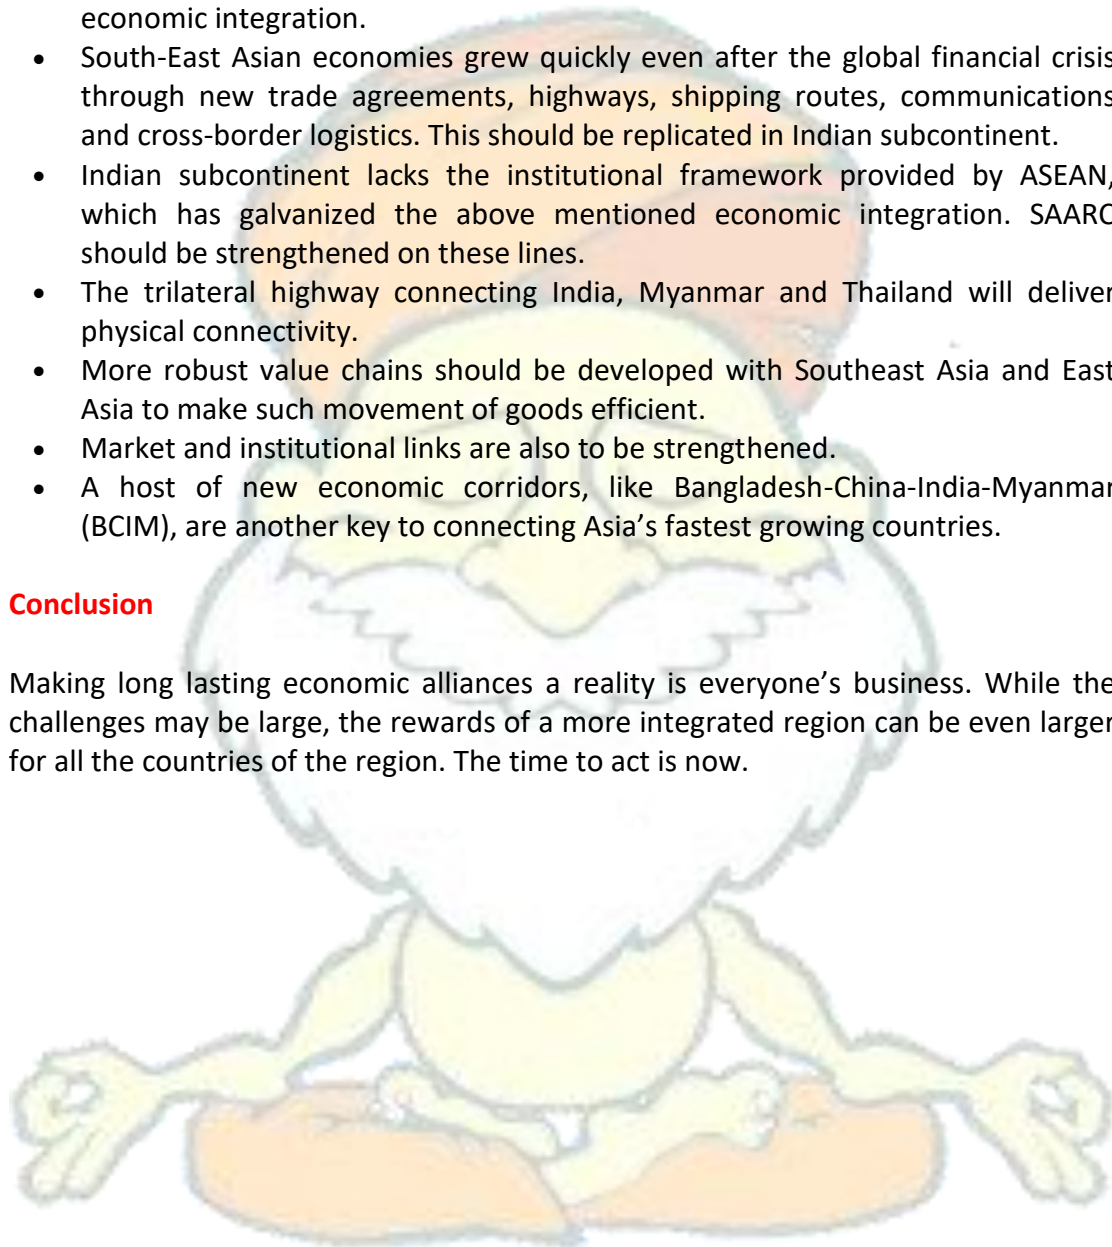 economic integration.
• South-East Asian economies grew quickly even after the global financial crisis
through new trade agreements, highways, shipping routes, communications
and cross-border logistics. This should be replicated in Indian subcontinent.
• Indian subcontinent lacks the institutional framework provided by ASEAN,
which has galvanized the above mentioned economic integration. SAARC
should be strengthened on these lines.
• The trilateral highway connecting India, Myanmar and Thailand will deliver
physical connectivity.
• More robust value chains should be developed with Southeast Asia and East
Asia to make such movement of goods efficient.
• Market and institutional links are also to be strengthened.
• A host of new economic corridors, like Bangladesh-China-India-Myanmar
(BCIM), are another key to connecting Asia’s fastest growing countries.
Conclusion
Making long lasting economic alliances a reality is everyone’s business. While the
challenges may be large, the rewards of a more integrated region can be even larger
for all the countries of the region. The time to act is now.